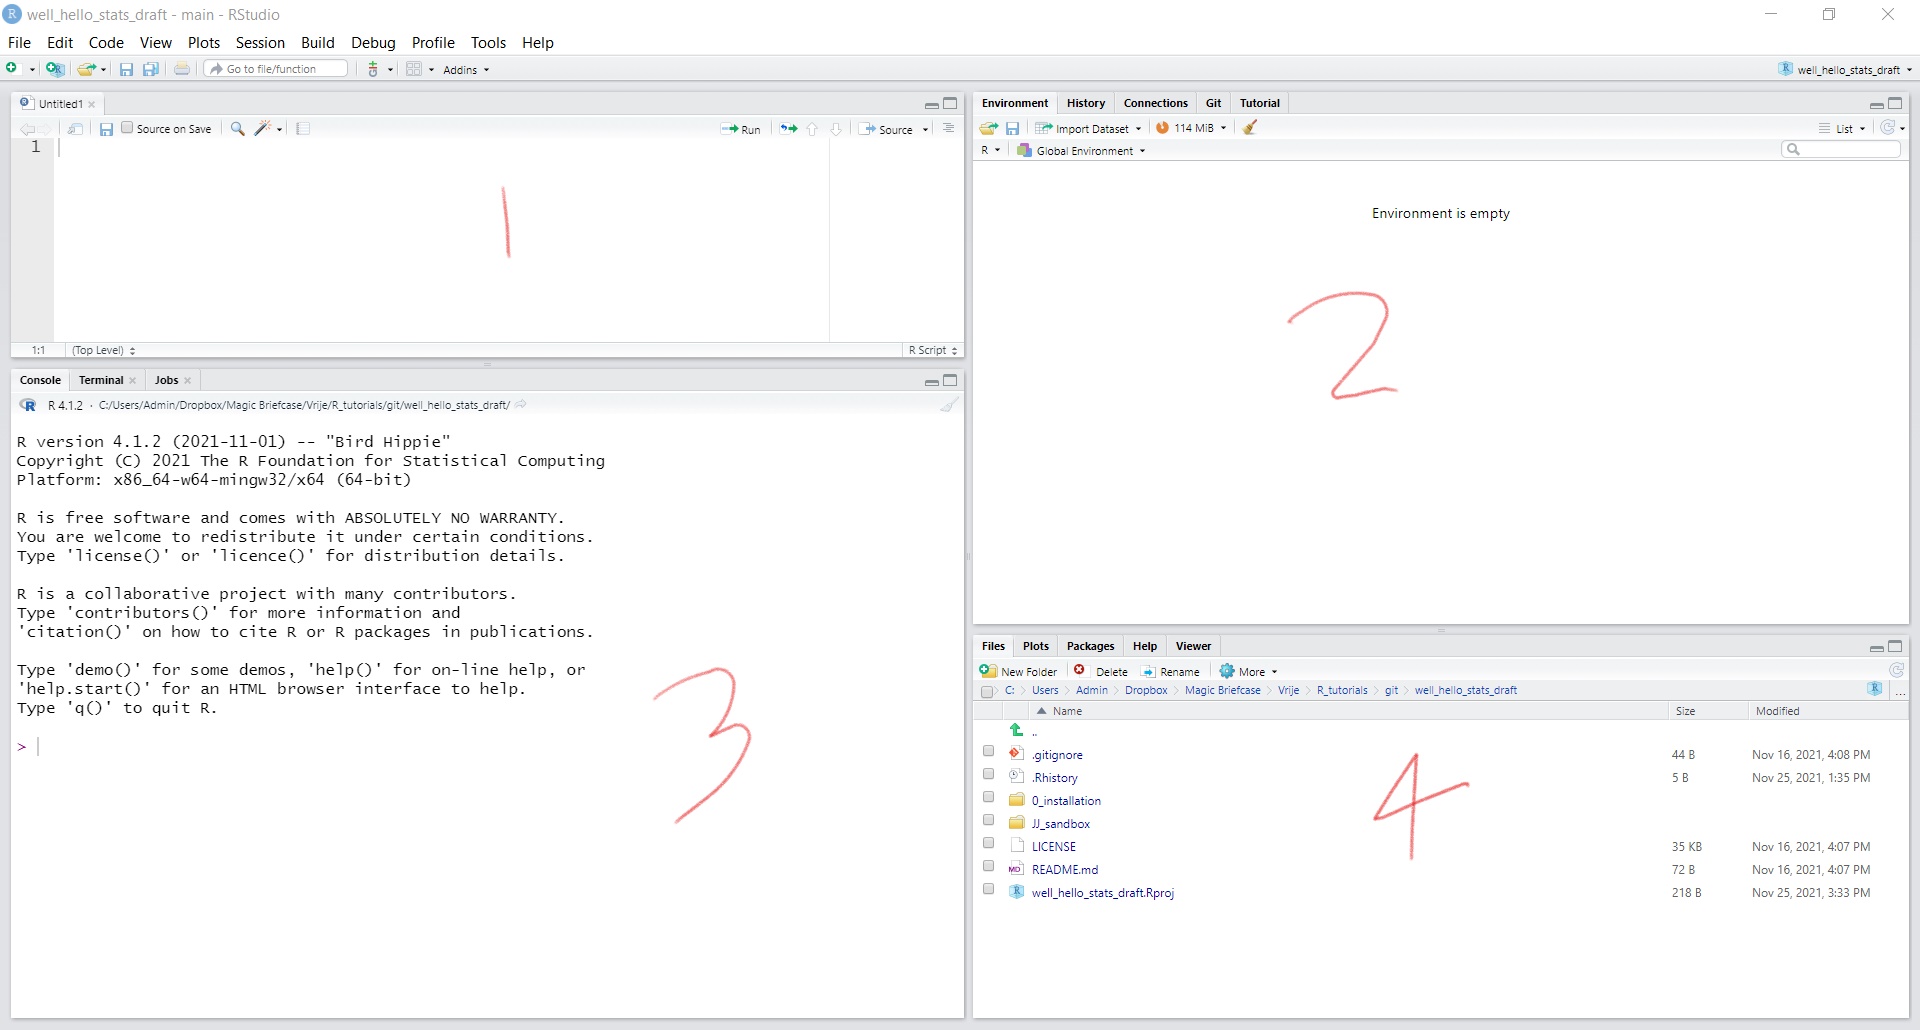 well_hello_stats_draft - main - RStudio
File Edit Code View Plots Session Build Debug Profile Tools Help
Go to file/function Addins well_hello_stats_draft
Untitled1
Source on Save Run Source
1
1
1:1 (Top Level) R Script
Console Terminal Jobs
R 4.1.2 · C:/Users/Admin/Dropbox/Magic Briefcase/Vrije/R_tutorials/git/well_hello_stats_draft/
R version 4.1.2 (2021-11-01) -- "Bird Hippie"
Copyright (C) 2021 The R Foundation for Statistical Computing
Platform: x86_64-w64-mingw32/x64 (64-bit)
R is free software and comes with ABSOLUTELY NO WARRANTY.
You are welcome to redistribute it under certain conditions.
Type 'license()' or 'licence()' for distribution details.
R is a collaborative project with many contributors.
Type 'contributors()' for more information and
'citation()' on how to cite R or R packages in publications.
Type 'demo()' for some demos, 'help()' for on-line help, or
'help.start()' for an HTML browser interface to help.
Type 'q()' to quit R.
>
3
Environment History Connections Git Tutorial
Import Dataset 114 MiB List
R Global Environment
Environment is empty
2
Files Plots Packages Help Viewer
New Folder Delete Rename More
C: Users Admin Dropbox Magic Briefcase Vrije R_tutorials git well_hello_stats_draft ...
Name Size Modified
..
.gitignore 44 B Nov 16, 2021, 4:08 PM
.Rhistory 5 B Nov 25, 2021, 1:35 PM
0_installation
JJ_sandbox
LICENSE 35 KB Nov 16, 2021, 4:07 PM
README.md 72 B Nov 16, 2021, 4:07 PM
well_hello_stats_draft.Rproj 218 B Nov 25, 2021, 3:33 PM
4